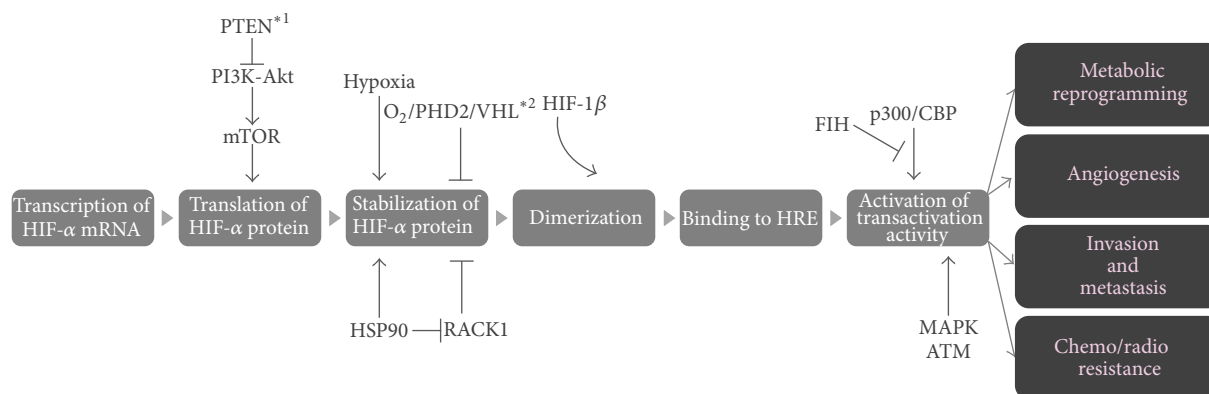 PTEN*1
PI3K-Akt
mTOR
Hypoxia
O2/PHD2/VHL*2
HIF-1β
FIH
p300/CBP
Transcription of
HIF-α mRNA
Translation of
HIF-α protein
Stabilization of
HIF-α protein
Dimerization
Binding to HRE
Activation of
transactivation
activity
HSP90
RACK1
MAPK
ATM
Metabolic
reprogramming
Angiogenesis
Invasion
and
metastasis
Chemo/radio
resistance